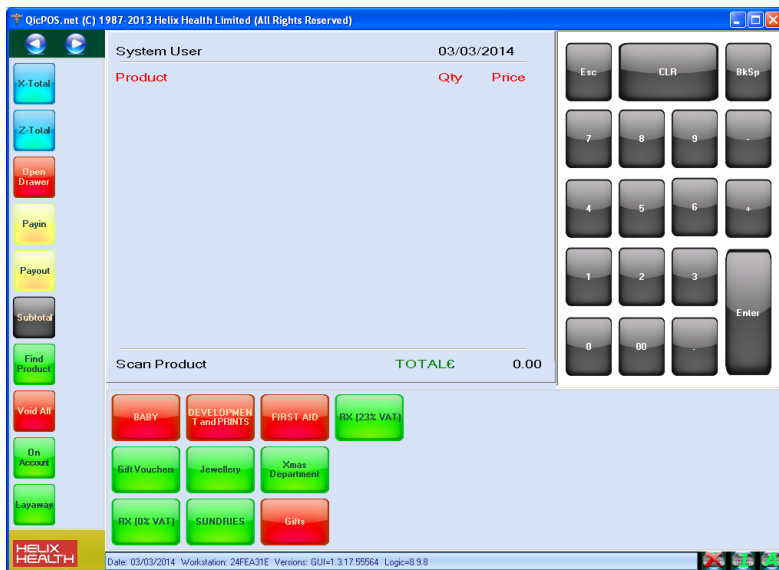 QicPOS.net (C) 1987-2013 Helix Health Limited (All Rights Reserved)
System User 03/03/2014
Product Qty Price
Scan Product TOTAL€ 0.00
X-Total
Z-Total
Open
Drawer
Payin
Payout
Subtotal
Find
Product
Void All
On
Account
Layaway
HELIX
HEALTH
Esc CLR BkSp
7 8 9 -
4 5 6 +
1 2 3
Enter
0 00 .
BABY
DEVELOPMEN
T and PRINTS
FIRST AID
RX (23% VAT)
Gift Vouchers
Jewellery
Xmas
Department
RX (0% VAT)
SUNDRIES
Gifts
Date: 03/03/2014 Workstation: 24FEA31E Versions: GUI=1.3.17.55564 Logic=8.9.8